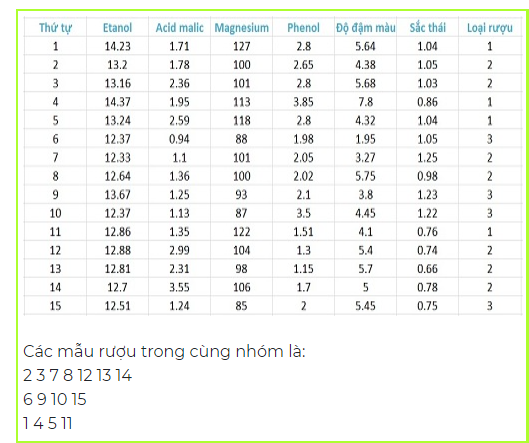 Thứ tự Etanol Acid malic Magnesium Phenol Độ đậm màu Sắc thái Loại rượu
1 14.23 1.71 127 2.8 5.64 1.04 1
2 13.2 1.78 100 2.65 4.38 1.05 2
3 13.16 2.36 101 2.8 5.68 1.03 2
4 14.37 1.95 113 3.85 7.8 0.86 1
5 13.24 2.59 118 2.8 4.32 1.04 1
6 12.37 0.94 88 1.98 1.95 1.05 3
7 12.33 1.1 101 2.05 3.27 1.25 2
8 12.64 1.36 100 2.02 5.75 0.98 2
9 13.67 1.25 93 2.1 3.8 1.23 3
10 12.37 1.13 87 3.5 4.45 1.22 3
11 12.86 1.35 122 1.51 4.1 0.76 1
12 12.88 2.99 104 1.3 5.4 0.74 2
13 12.81 2.31 98 1.15 5.7 0.66 2
14 12.7 3.55 106 1.7 5 0.78 2
15 12.51 1.24 85 2 5.45 0.75 3
Các mẫu rượu trong cùng nhóm là:
2 3 7 8 12 13 14
6 9 10 15
1 4 5 11